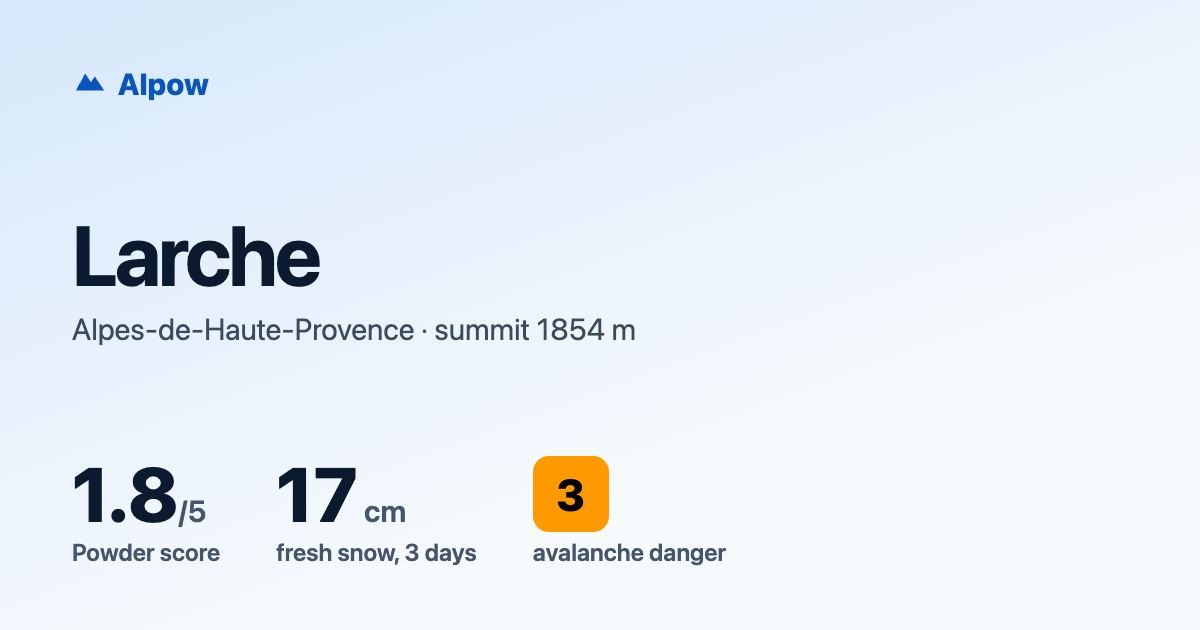 Alpow
Larche
Alpes-de-Haute-Provence · summit 1854 m
1.8/5 17 cm 3
Powder score fresh snow, 3 days avalanche danger